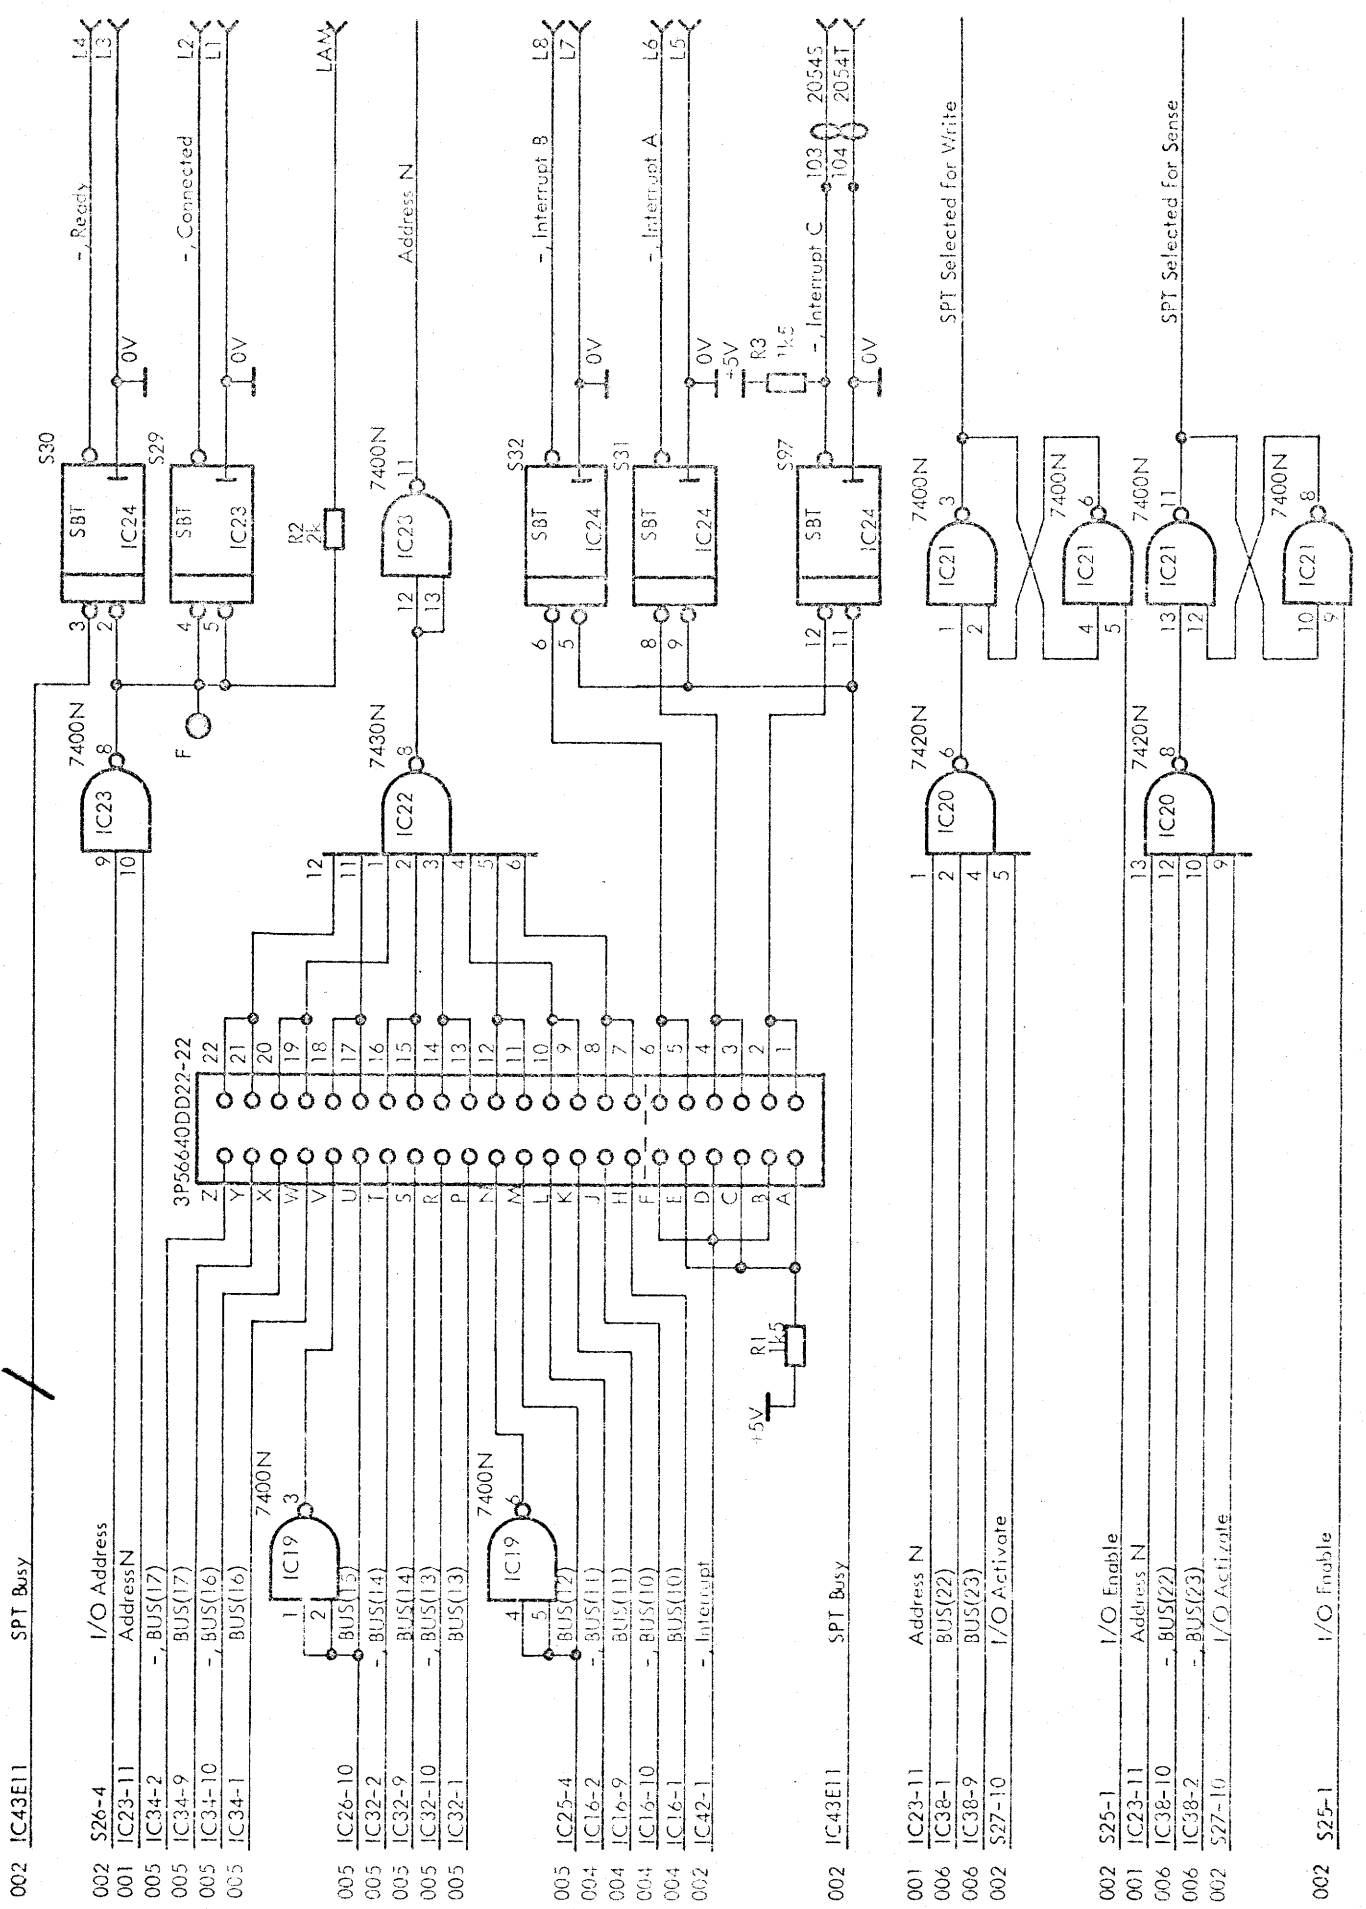 002 IC43E11 SPT Busy
002 S26-4 I/O Address
001 IC23-11 Address N
005 IC34-2 -, BUS(17)
005 IC34-9 BUS(17)
005 IC34-10 -, BUS(16)
005 IC34-1 BUS(16)
005 IC26-10 BUS(15)
005 IC32-2 -, BUS(14)
005 IC32-9 BUS(14)
005 IC32-10 -, BUS(13)
005 IC32-1 BUS(13)
005 IC25-4 BUS(12)
004 IC16-2 -, BUS(11)
004 IC16-9 BUS(11)
004 IC16-10 -, BUS(10)
004 IC16-1 BUS(10)
002 IC42-1 -, Interrupt
002 IC43E11 SPT Busy
001 IC23-11 Address N
006 IC38-1 BUS(22)
006 IC38-9 BUS(23)
002 S27-10 I/O Activate
002 S25-1 I/O Enable
001 IC23-11 Address N
006 IC38-10 -, BUS(22)
006 IC38-2 -, BUS(23)
002 S27-10 I/O Activate
002 S25-1 I/O Enable
1 2 IC19 3 7400N
4 5 IC19 6 7400N
+5V R1 1k5
3P56640DD22-22
Z 22
Y 21
X 20
W 19
V 18
U 17
T 16
S 15
R 14
P 13
N 12
M 11
L 10
K 9
J 8
H 7
F 6
E 5
D 4
C 3
B 2
A 1
9 10 IC23 8 7400N
F
12 11 1 2 3 4 5 6 IC22 8 7430N
1 2 4 5 IC20 6 7420N
13 12 10 9 IC20 8 7420N
3 2 SBT IC24 S30
0V
-, Ready
L4
L3
4 5 SBT IC23 S29
0V
-, Connected
L2
L1
R2 2k
LAM
12 13 IC23 11 7400N
Address N
6 5 SBT IC24 S32
0V
-, Interrupt B
L8
L7
8 9 SBT IC24 S31
0V
-, Interrupt A
L6
L5
12 11 SBT IC24 S97
0V
+5V R3 1k5
-, Interrupt C
103 2054S
104 2054T
1 2 IC21 3 7400N
SPT Selected for Write
4 5 IC21 6 7400N
13 12 IC21 11 7400N
SPT Selected For Sense
10 9 IC21 8 7400N